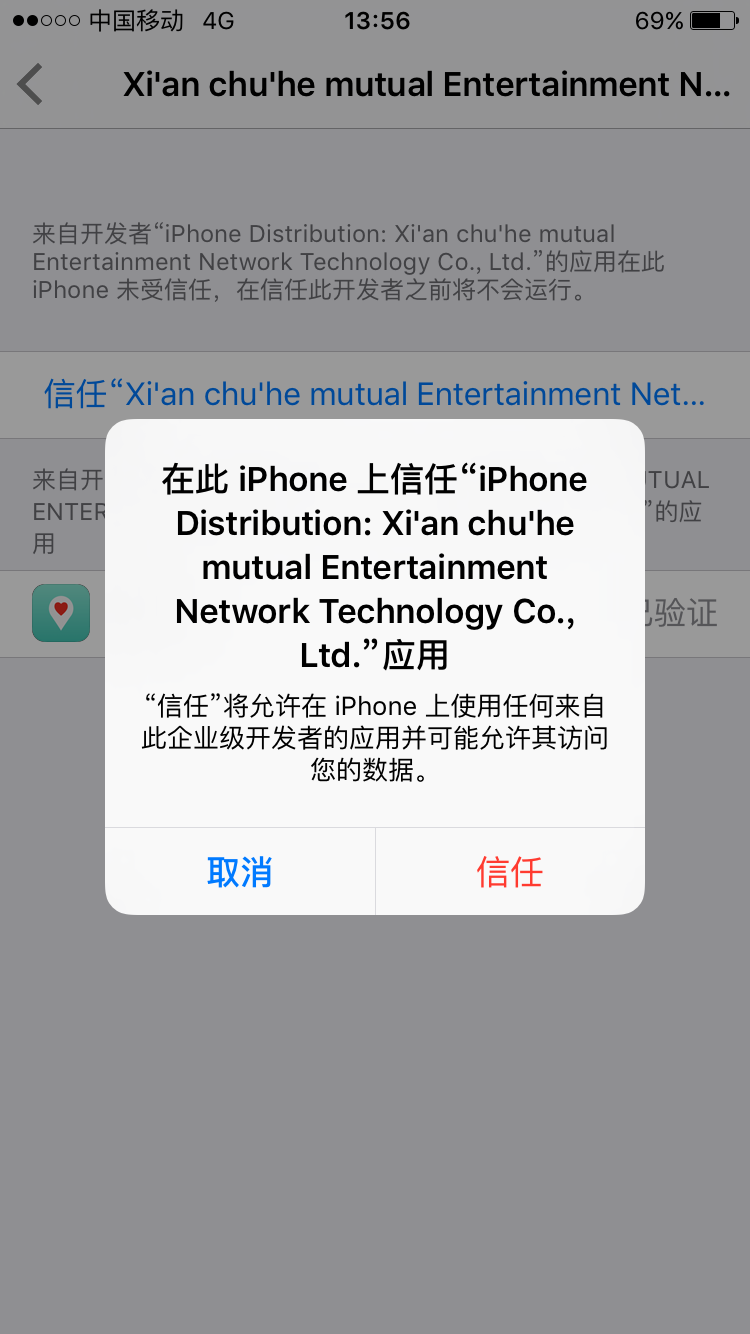 中国移动 4G 13:56 69%
Xi'an chu'he mutual Entertainment N...
来自开发者“iPhone Distribution: Xi'an chu'he mutual
Entertainment Network Technology Co., Ltd.”的应用在此
iPhone 未受信任，在信任此开发者之前将不会运行。
信任“Xi'an chu'he mutual Entertainment Net...
在此 iPhone 上信任“iPhone
Distribution: Xi'an chu'he
mutual Entertainment
Network Technology Co.,
Ltd.”应用
“信任”将允许在 iPhone 上使用任何来自
此企业级开发者的应用并可能允许其访问
您的数据。
取消 信任
来自开 TUAL
ENTER ”的应
用
验证